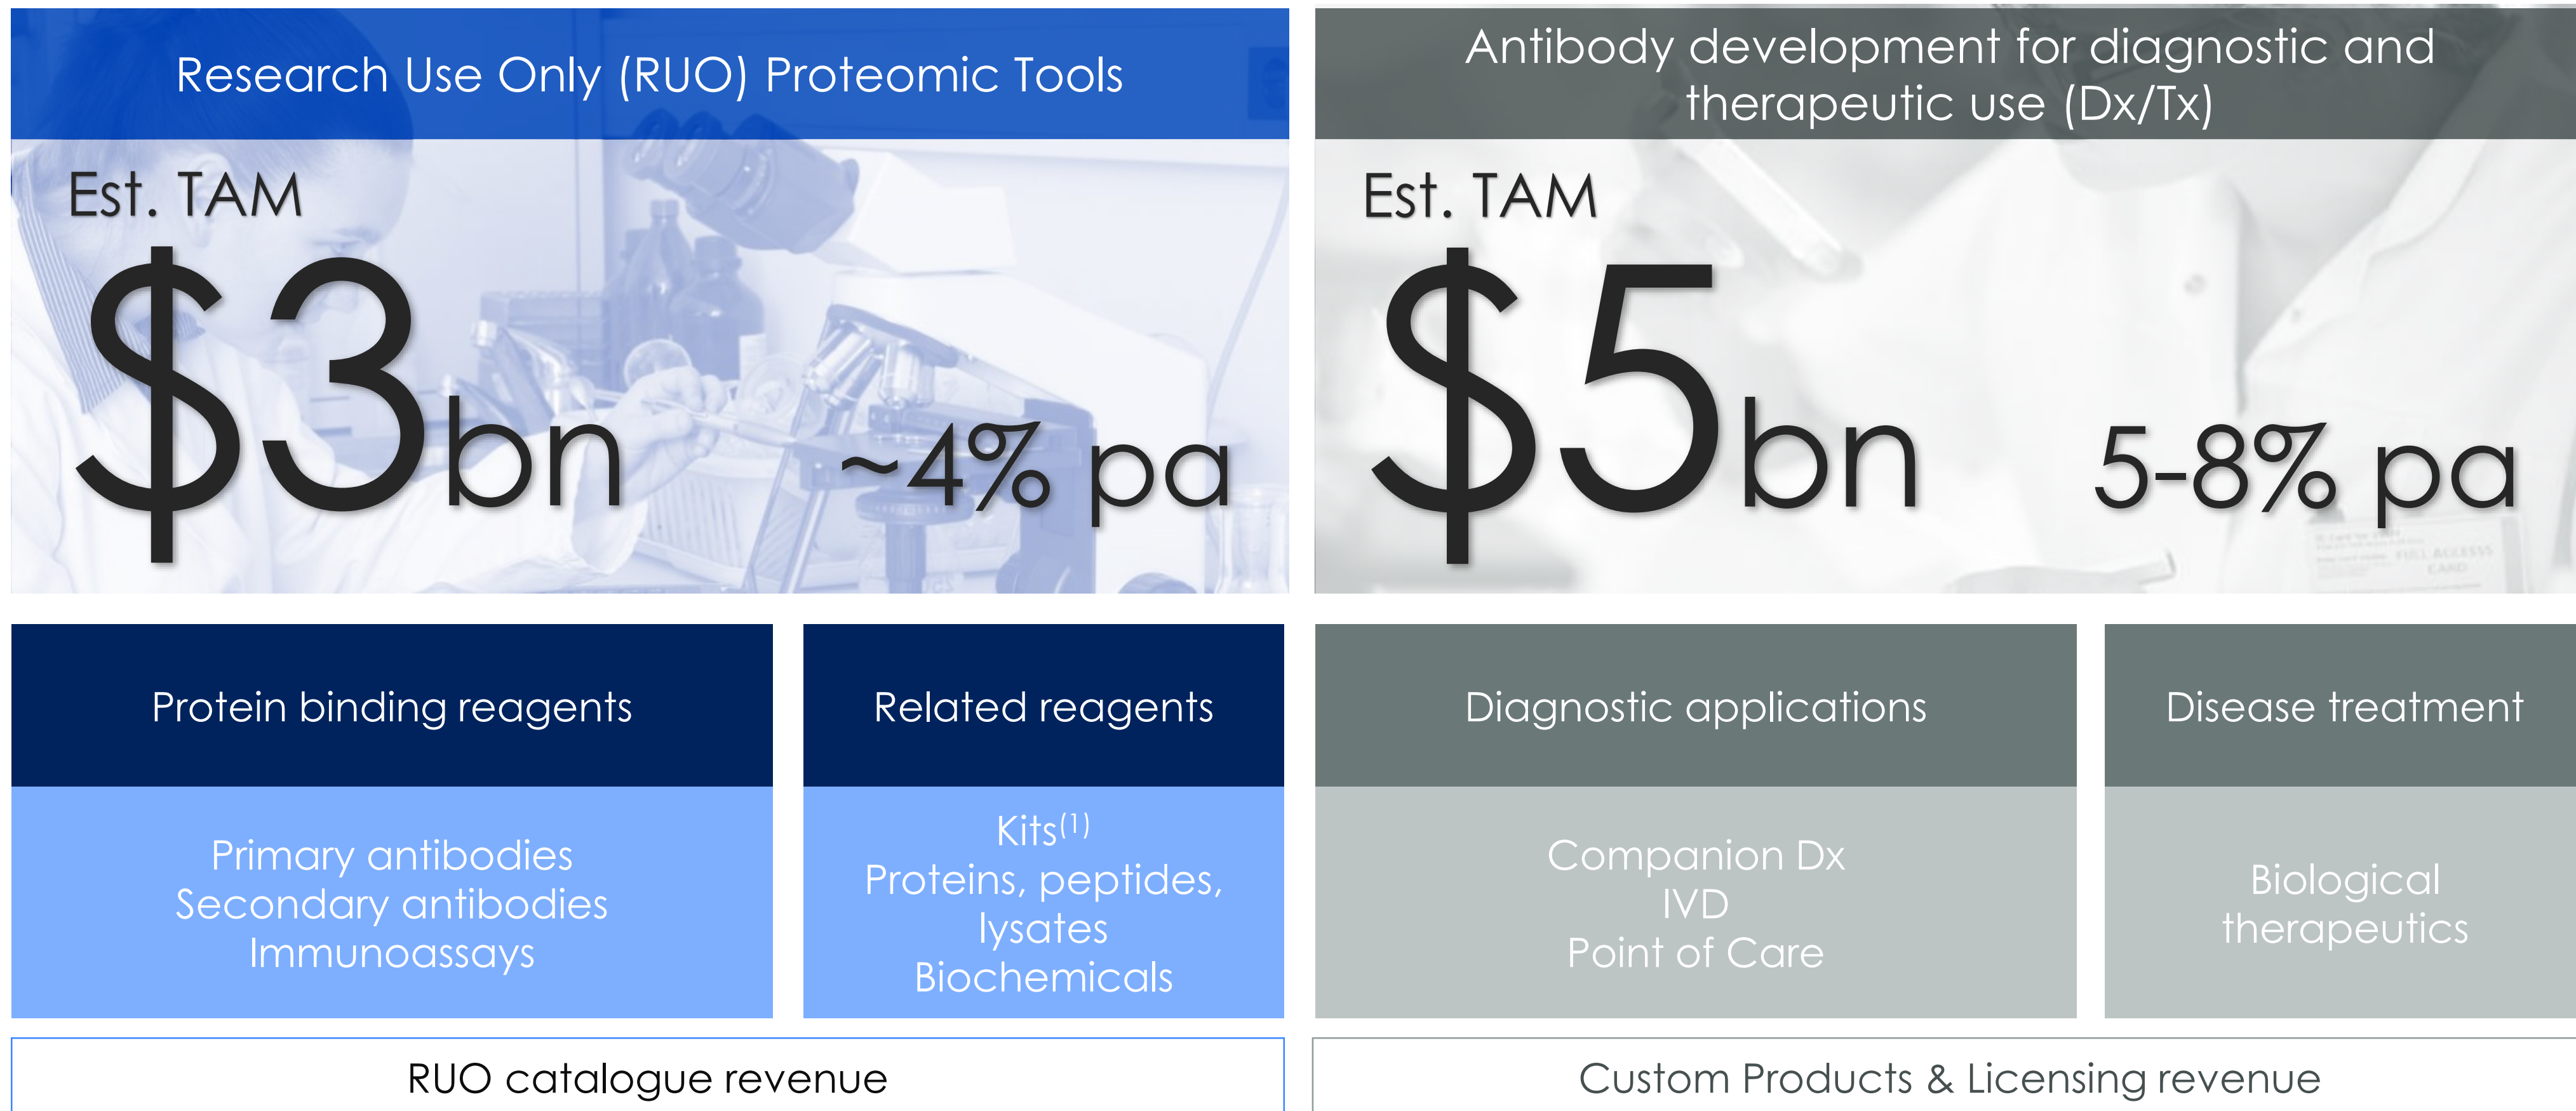 Research Use Only (RUO) Proteomic Tools
Est. TAM
$3bn
~4% pa
Protein binding reagents
Related reagents
Primary antibodies
Secondary antibodies
Immunoassays
Kits(1)
Proteins, peptides,
lysates
Biochemicals
RUO catalogue revenue
Antibody development for diagnostic and
therapeutic use (Dx/Tx)
Est. TAM
$5bn
5-8% pa
FULL ACCESSS
CARD
Diagnostic applications
Disease treatment
Companion Dx
IVD
Point of Care
Biological
therapeutics
Custom Products & Licensing revenue